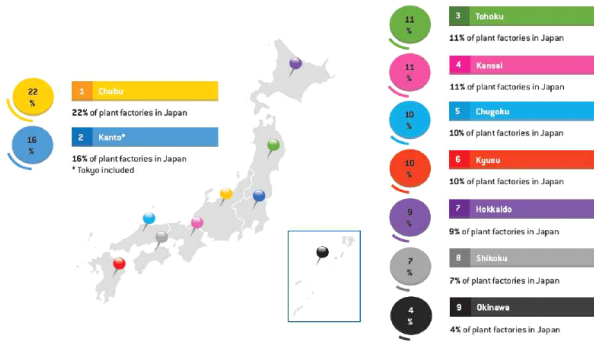 22
%
1 Chubu
22% of plant factories in Japan
16
%
2 Kanto*
16% of plant factories in Japan
* Tokyo included
11
%
3 Tohoku
11% of plant factories in Japan
11
%
4 Kansai
11% of plant factories in Japan
10
%
5 Chugoku
10% of plant factories in Japan
10
%
6 Kyusu
10% of plant factories in Japan
9
%
7 Hokkaido
9% of plant factories in Japan
7
%
8 Shikoku
7% of plant factories in Japan
4
%
9 Okinawa
4% of plant factories in Japan